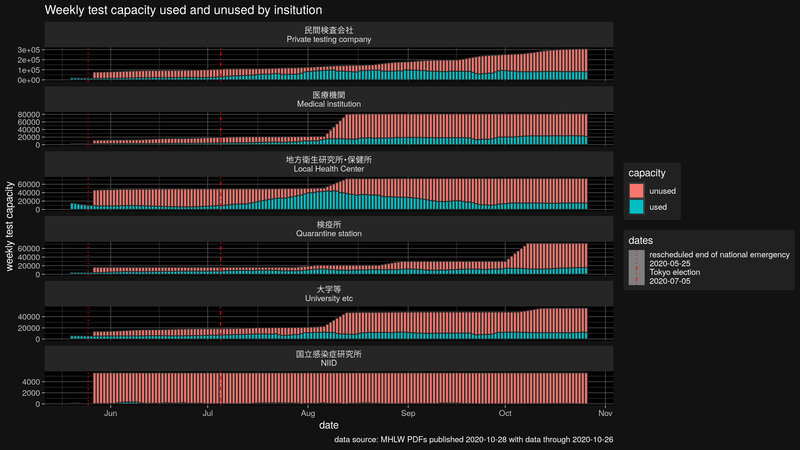 Weekly test capacity used and unused by insitution
民間検査会社
Private testing company
3e+05
2e+05
1e+05
0e+00
医療機関
Medical institution
80000
60000
40000
20000
0
地方衛生研究所・保健所
Local Health Center
60000
40000
20000
0
検疫所
Quarantine station
60000
40000
20000
0
大学等
University etc
40000
20000
0
国立感染症研究所
NIID
4000
2000
0
Jun Jul Aug Sep Oct Nov
date
weekly test capacity
capacity
unused
used
dates
rescheduled end of national emergency
2020-05-25
Tokyo election
2020-07-05
data source: MHLW PDFs published 2020-10-28 with data through 2020-10-26